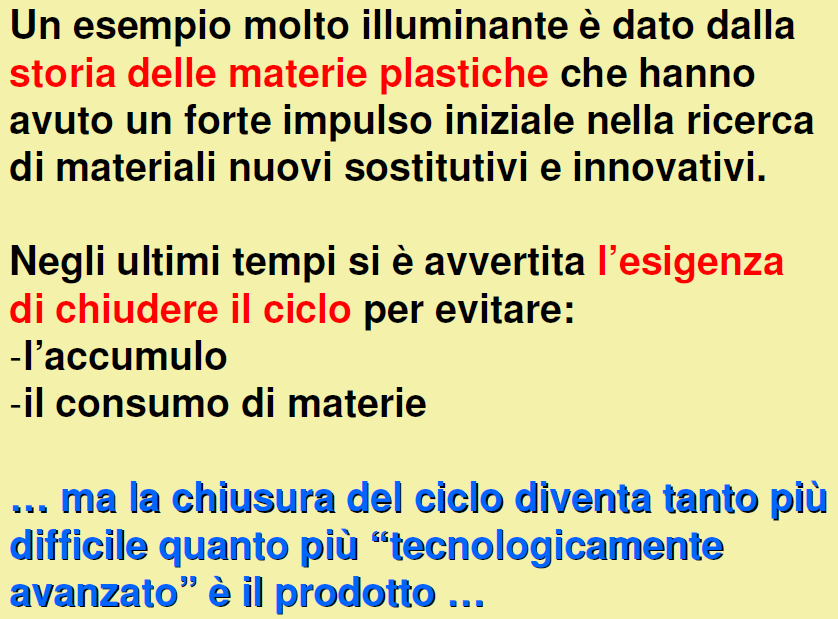 Un esempio molto illuminante è dato dalla
storia delle materie plastiche che hanno
avuto un forte impulso iniziale nella ricerca
di materiali nuovi sostitutivi e innovativi.
Negli ultimi tempi si è avvertita l’esigenza
di chiudere il ciclo per evitare:
-l’accumulo
-il consumo di materie
… ma la chiusura del ciclo diventa tanto più
difficile quanto più “tecnologicamente
avanzato” è il prodotto …